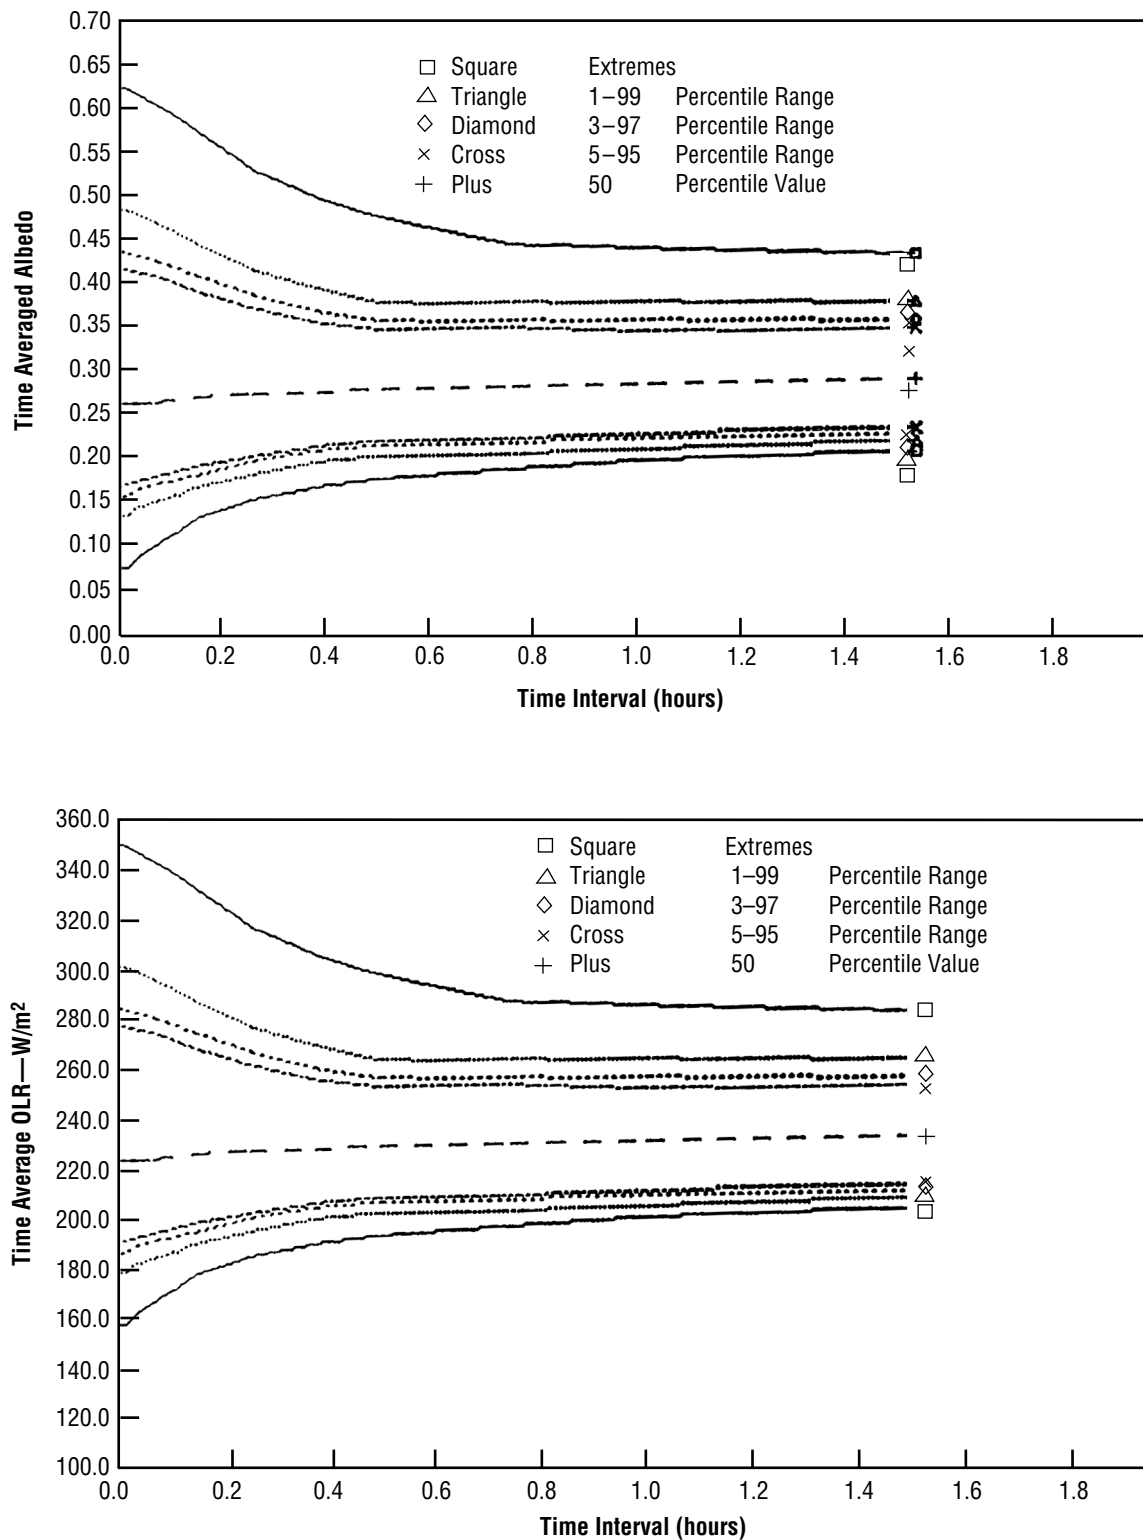 0.70
0.65
0.60
0.55
0.50
0.45
0.40
0.35
0.30
0.25
0.20
0.15
0.10
0.05
0.00
Time Averaged Albedo
Square Extremes
Triangle 1–99 Percentile Range
Diamond 3–97 Percentile Range
Cross 5–95 Percentile Range
Plus 50 Percentile Value
0.0 0.2 0.4 0.6 0.8 1.0 1.2 1.4 1.6 1.8
Time Interval (hours)
360.0
340.0
320.0
300.0
280.0
260.0
240.0
220.0
200.0
180.0
160.0
140.0
120.0
100.0
Time Average OLR—W/m²
Square Extremes
Triangle 1–99 Percentile Range
Diamond 3–97 Percentile Range
Cross 5–95 Percentile Range
Plus 50 Percentile Value
0.0 0.2 0.4 0.6 0.8 1.0 1.2 1.4 1.6 1.8
Time Interval (hours)